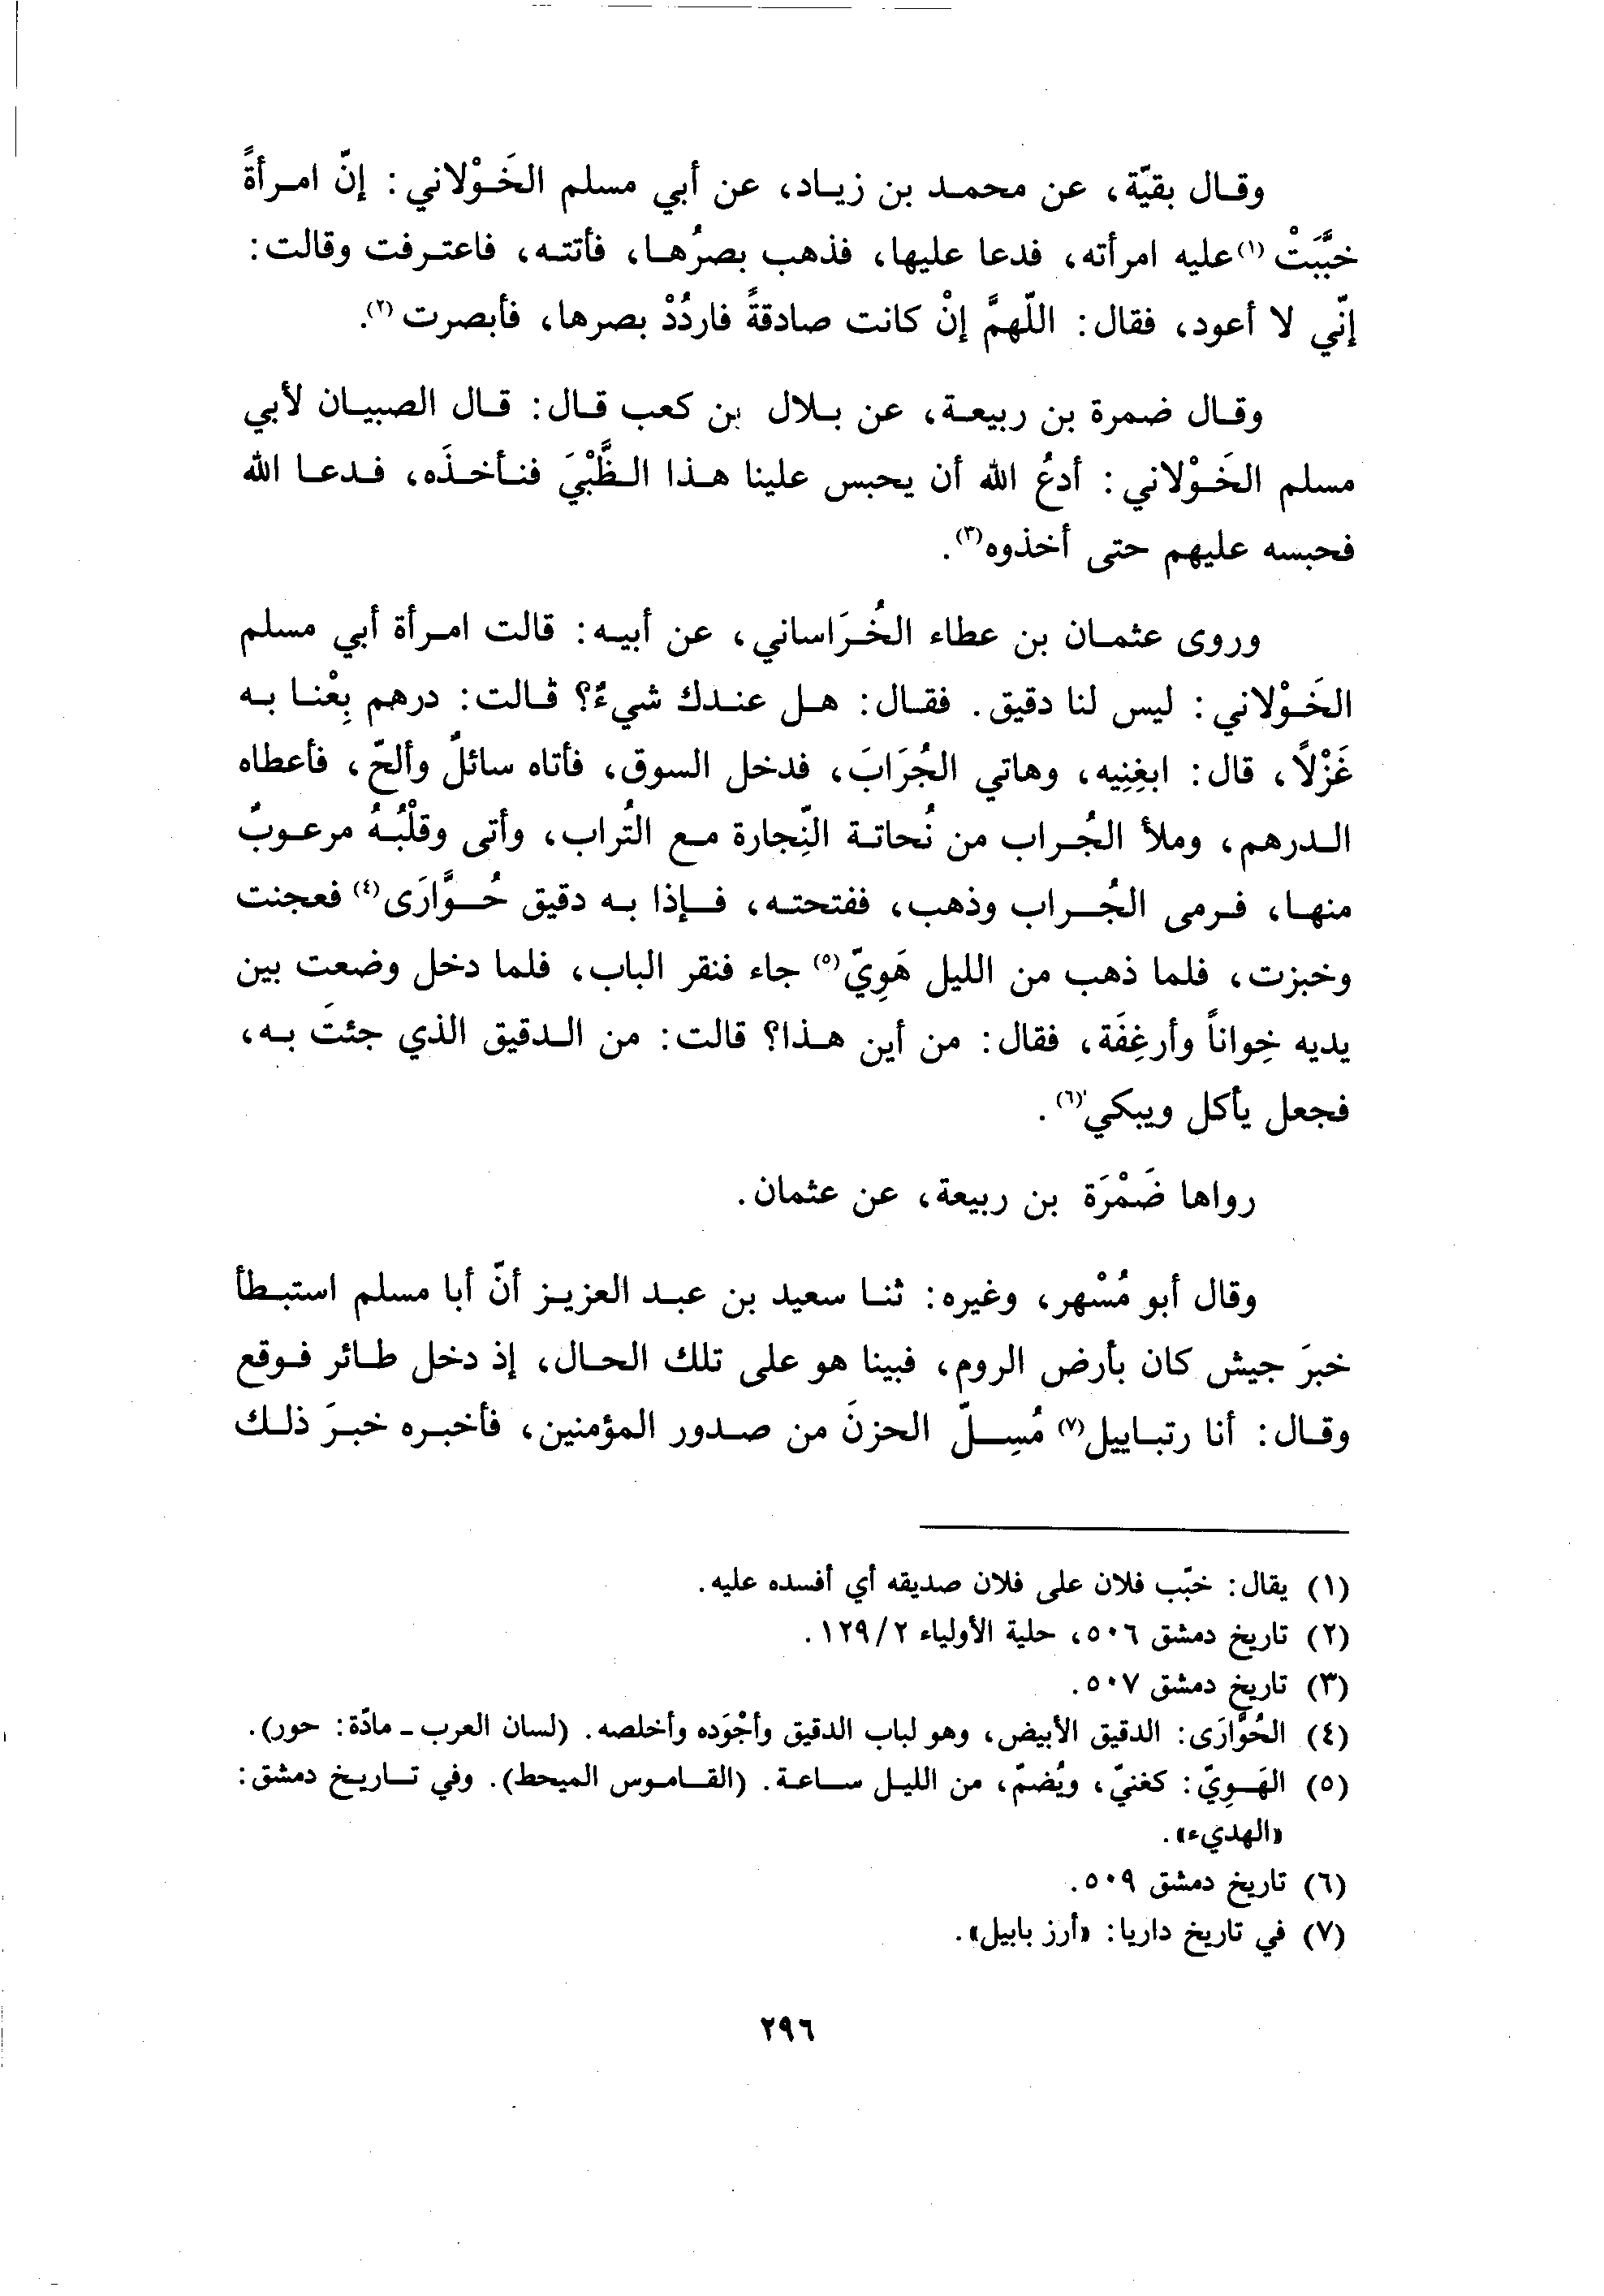 وقال بقيّة، عن محمد بن زياد، عن أبي مسلم الخَوْلاني: إنّ امرأةً
خبَّبَتْ (١) عليه امرأته، فدعا عليها، فذهب بصرُها، فأتته، فاعترفت وقالت:
إنّي لا أعود، فقال: اللّهمَّ إنْ كانت صادقةً فاردُدْ بصرها، فأبصرت (٢).
وقال ضمرة بن ربيعة، عن بلال بن كعب قال: قال الصبيان لأبي
مسلم الخَوْلاني: أدعُ الله أن يحبس علينا هذا الظَّبْيَ فنأخذَه، فدعا الله
فحبسه عليهم حتى أخذوه(٣).
وروى عثمان بن عطاء الخُرَاساني، عن أبيه: قالت امرأة أبي مسلم
الخَوْلاني: ليس لنا دقيق. فقال: هل عندك شيءٌ؟ قالت: درهم بِعْنا به
غَزْلاً، قال: ابغِنِيه، وهاتي الجُرَابَ، فدخل السوق، فأتاه سائلٌ وألحّ، فأعطاه
الدرهم، وملأ الجُراب من نُحاتة النِّجارة مع التُراب، وأتى وقلْبُهُ مرعوبٌ
منها، فرمى الجُراب وذهب، ففتحته، فإذا به دقيق حُوَّارَى(٤) فعجنت
وخبزت، فلما ذهب من الليل هَوِيّ(٥) جاء فنقر الباب، فلما دخل وضعت بين
يديه خِواناً وأرغِفَة، فقال: من أين هذا؟ قالت: من الدقيق الذي جئتَ به،
فجعل يأكل ويبكي(٦).
رواها ضَمْرَة بن ربيعة، عن عثمان.
وقال أبو مُسْهر، وغيره: ثنا سعيد بن عبد العزيز أنّ أبا مسلم استبطأ
خبرَ جيش كان بأرض الروم، فبينا هو على تلك الحال، إذ دخل طائر فوقع
وقال: أنا رتباييل(٧) مُسِلّ الحزنَ من صدور المؤمنين، فأخبره خبرَ ذلك
(١) يقال: خبّب فلان على فلان صديقه أي أفسده عليه.
(٢) تاريخ دمشق ٥٠٦، حلية الأولياء ١٢٩/٢.
(٣) تاريخ دمشق ٥٠٧.
(٤) الحُوَّارَى: الدقيق الأبيض، وهو لباب الدقيق وأجْوَده وأخلصه. (لسان العرب ـ مادّة: حور).
(٥) الهَوِيّ: كغنيّ، ويُضمّ، من الليل ساعة. (القاموس الميحط). وفي تاريخ دمشق:
«الهديء».
(٦) تاريخ دمشق ٥٠٩.
(٧) في تاريخ داريا: «أرز بابيل».
٢٩٦